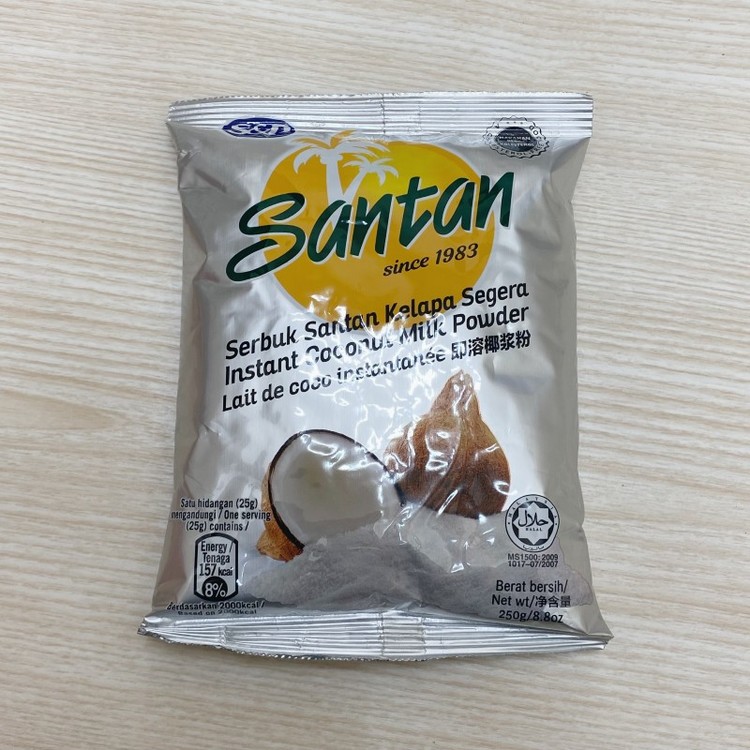 Santan
since 1983
Serbuk Santan Kelapa Segera
Instant Coconut Milk Powder
Lait de coco instantanée 即溶椰浆粉
Satu hidangan (25g)
mengandungi / One serving
(25g) contains /
Energy /
Tenaga
157 kcal
8%
Berdasarkan 2000kcal /
Based on 2000kcal
حلال
HALAL
MS1500: 2009
1017-07/2007
Berat bersih/
Net wt/净含量
250g/8.8oz